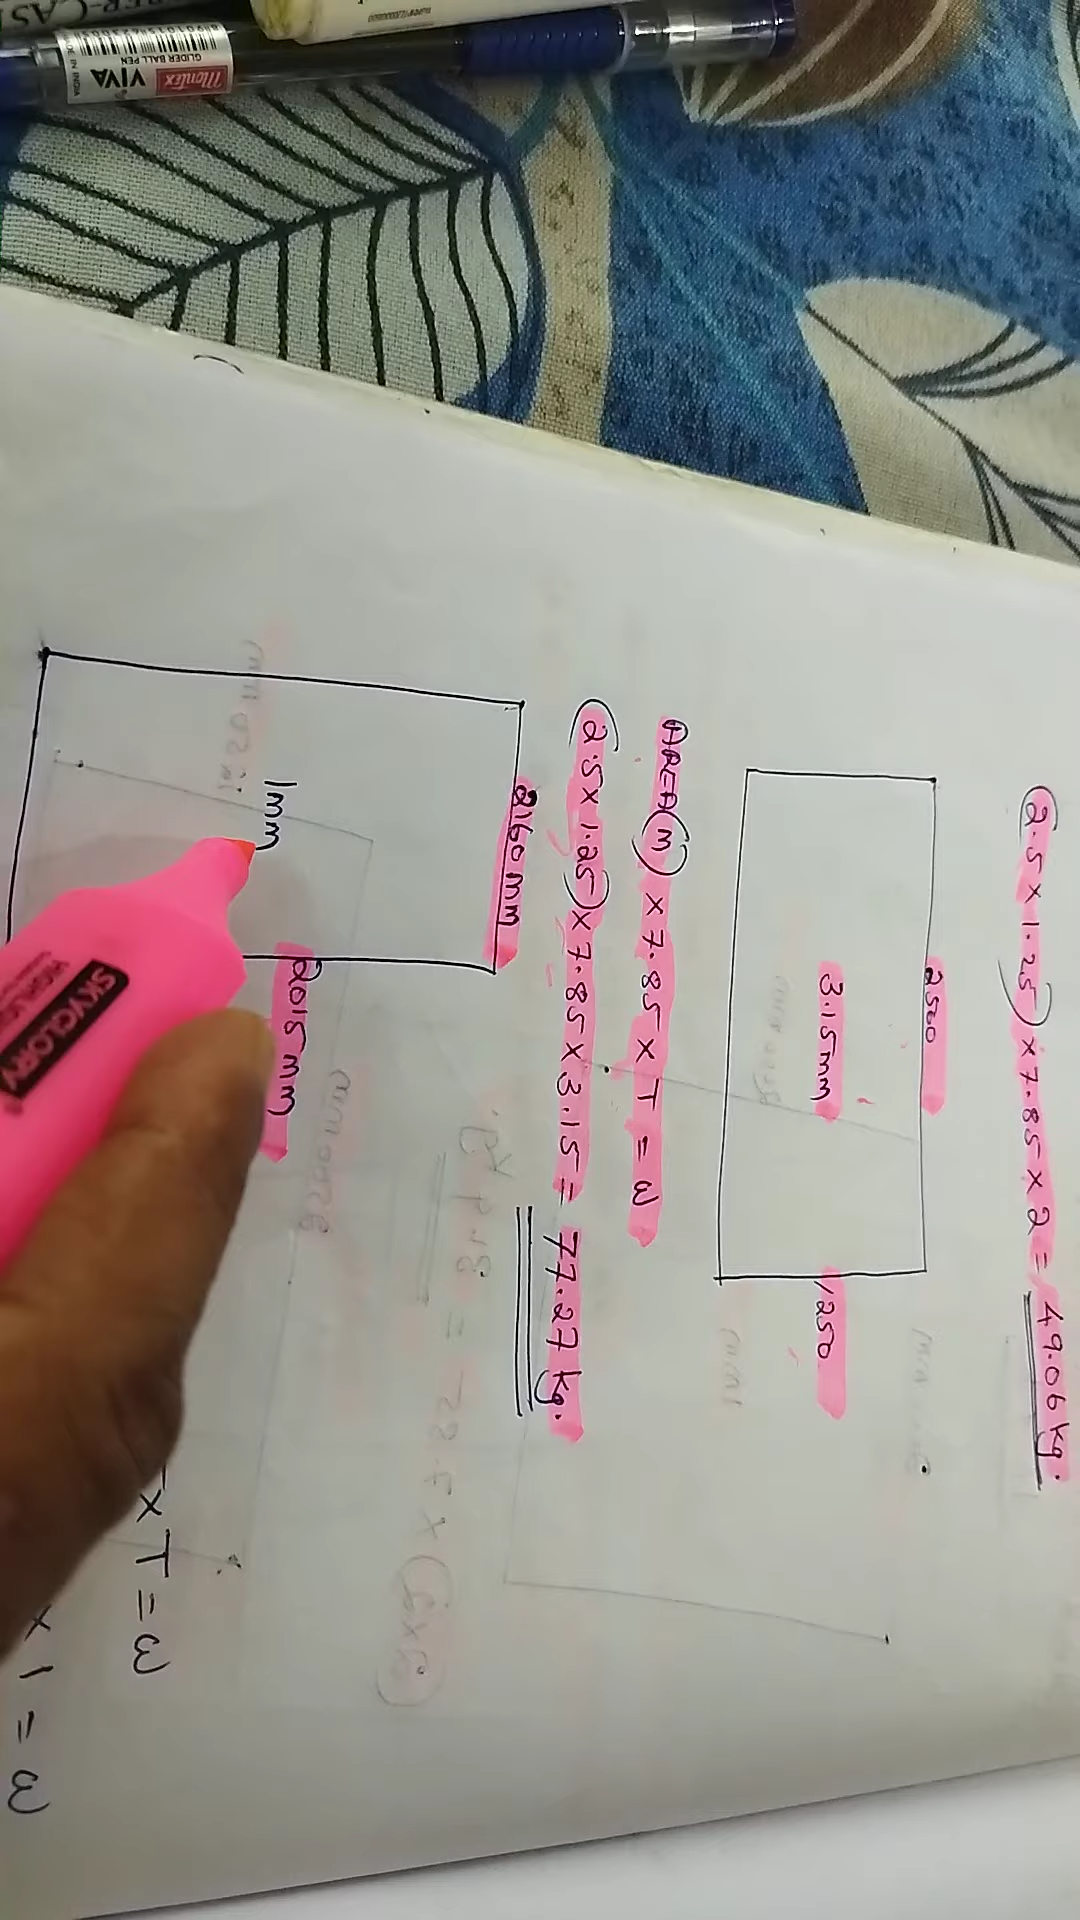 (2.5 x 1.25) x 7.85 x 2 = 49.06 kg.
2500
3.15mm
1250
AREA(m) x 7.85 x T = W
(2.5 x 1.25) x 7.85 x 3.15 = 77.27 kg.
2160mm
1mm
2015mm
x T = W
x 1 = W
SKYGLORY
Montex
VIVA
GLIDER BALL PEN